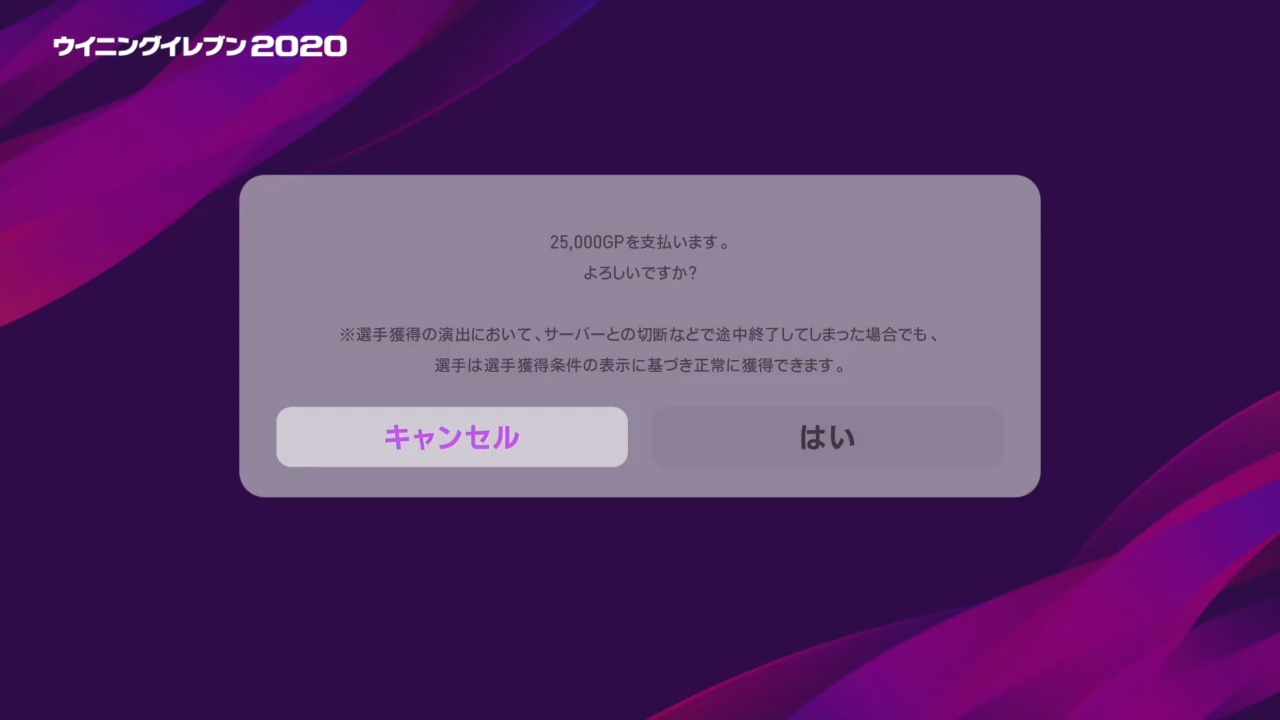 ウイニングイレブン 2020
25,000GPを支払います。
よろしいですか?
※選手獲得の演出において、サーバーとの切断などで途中終了してしまった場合でも、
選手は選手獲得条件の表示に基づき正常に獲得できます。
キャンセル
はい